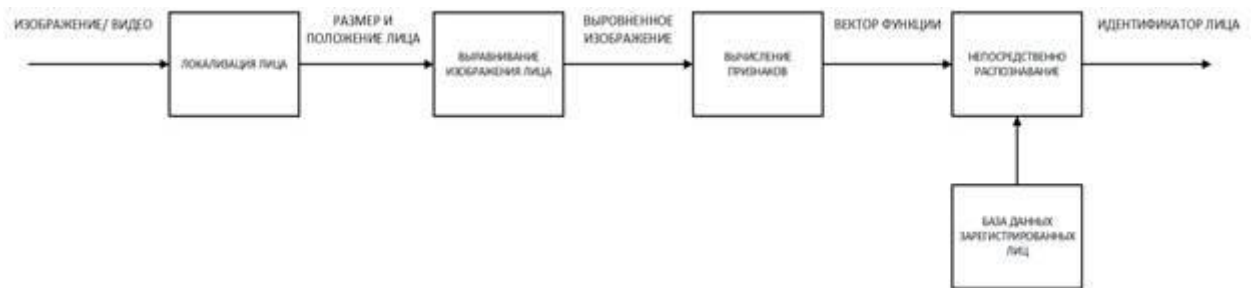 ИЗОБРАЖЕНИЕ/ ВИДЕО
ЛОКАЛИЗАЦИЯ ЛИЦА
РАЗМЕР И
ПОЛОЖЕНИЕ ЛИЦА
ВЫРАВНИВАНИЕ
ИЗОБРАЖЕНИЯ ЛИЦА
ВЫРОВНЕННОЕ
ИЗОБРАЖЕНИЕ
ВЫЧИСЛЕНИЕ
ПРИЗНАКОВ
ВЕКТОР ФУНКЦИИ
НЕПОСРЕДСТВЕННО
РАСПОЗНАВАНИЕ
ИДЕНТИФИКАТОР ЛИЦА
БАЗА ДАННЫХ
ЗАРЕГИСТРИРОВАННЫХ
ЛИЦ